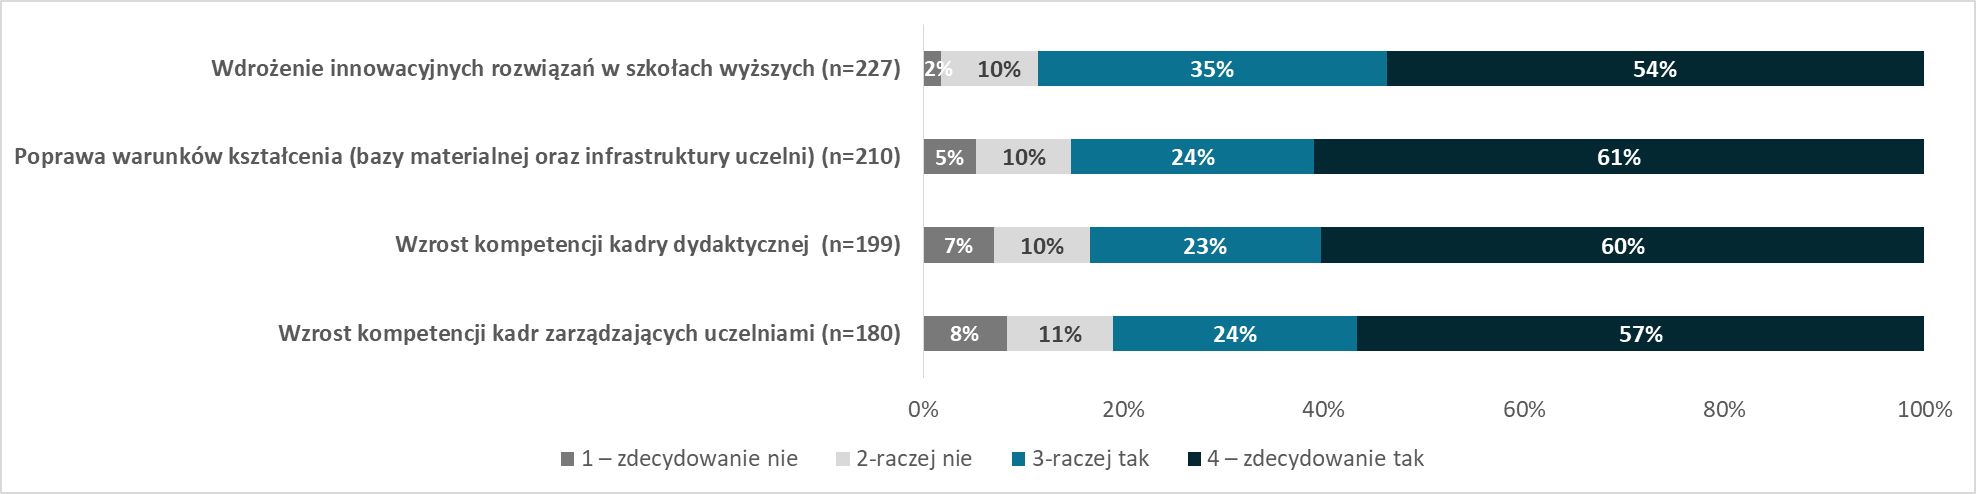 Wdrożenie innowacyjnych rozwiązań w szkołach wyższych (n=227) 2% 10% 35% 54%
Poprawa warunków kształcenia (bazy materialnej oraz infrastruktury uczelni) (n=210) 5% 10% 24% 61%
Wzrost kompetencji kadry dydaktycznej (n=199) 7% 10% 23% 60%
Wzrost kompetencji kadr zarządzających uczelniami (n=180) 8% 11% 24% 57%
0% 20% 40% 60% 80% 100%
1 – zdecydowanie nie 2-raczej nie 3-raczej tak 4 – zdecydowanie tak